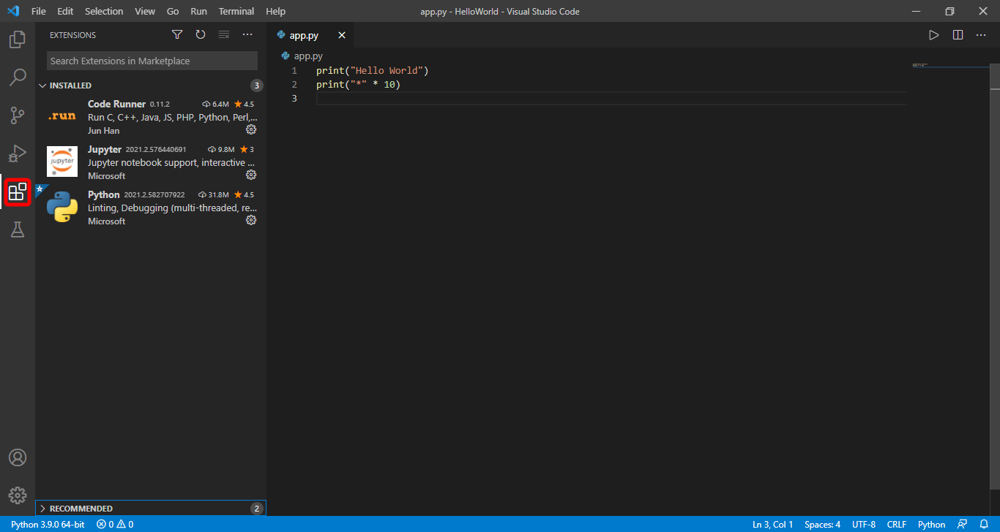 File Edit Selection View Go Run Terminal Help
app.py - HelloWorld - Visual Studio Code
EXTENSIONS
Search Extensions in Marketplace
INSTALLED 3
.run
Code Runner 0.11.2 6.4M 4.5
Run C, C++, Java, JS, PHP, Python, Perl,...
Jun Han
jupyter
Jupyter 2021.2.576440691 9.8M 3
Jupyter notebook support, interactive ...
Microsoft
Python 2021.2.582707922 31.8M 4.5
Linting, Debugging (multi-threaded, re...
Microsoft
RECOMMENDED 2
app.py
app.py
1 print("Hello World")
2 print("*" * 10)
3
Python 3.9.0 64-bit 0 0 Ln 3, Col 1 Spaces: 4 UTF-8 CRLF Python